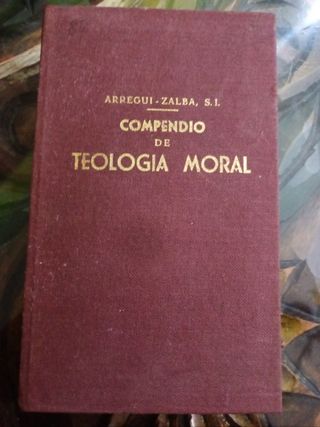 ARREGUI - ZALBA, S. I.
COMPENDIO
DE
TEOLOGIA MORAL